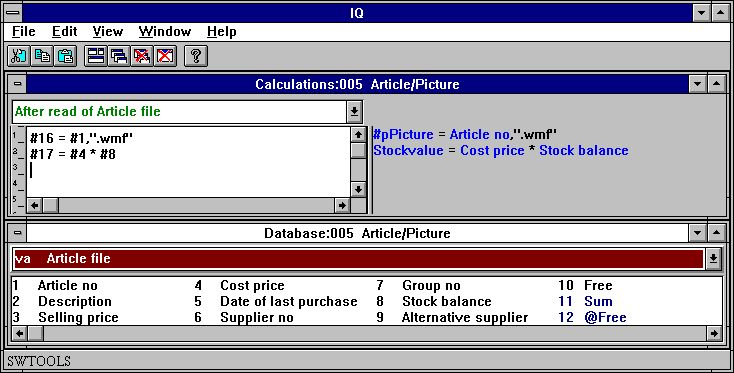 IQ
File Edit View Window Help
Calculations:005 Article/Picture
After read of Article file
1 #16 = #1,".wmf"
2 #17 = #4 * #8
3
4
5
#pPicture = Article no,".wmf"
Stockvalue = Cost price * Stock balance
Database:005 Article/Picture
va Article file
1 Article no 4 Cost price 7 Group no 10 Free
2 Description 5 Date of last purchase 8 Stock balance 11 Sum
3 Selling price 6 Supplier no 9 Alternative supplier 12 @Free
SWTOOLS